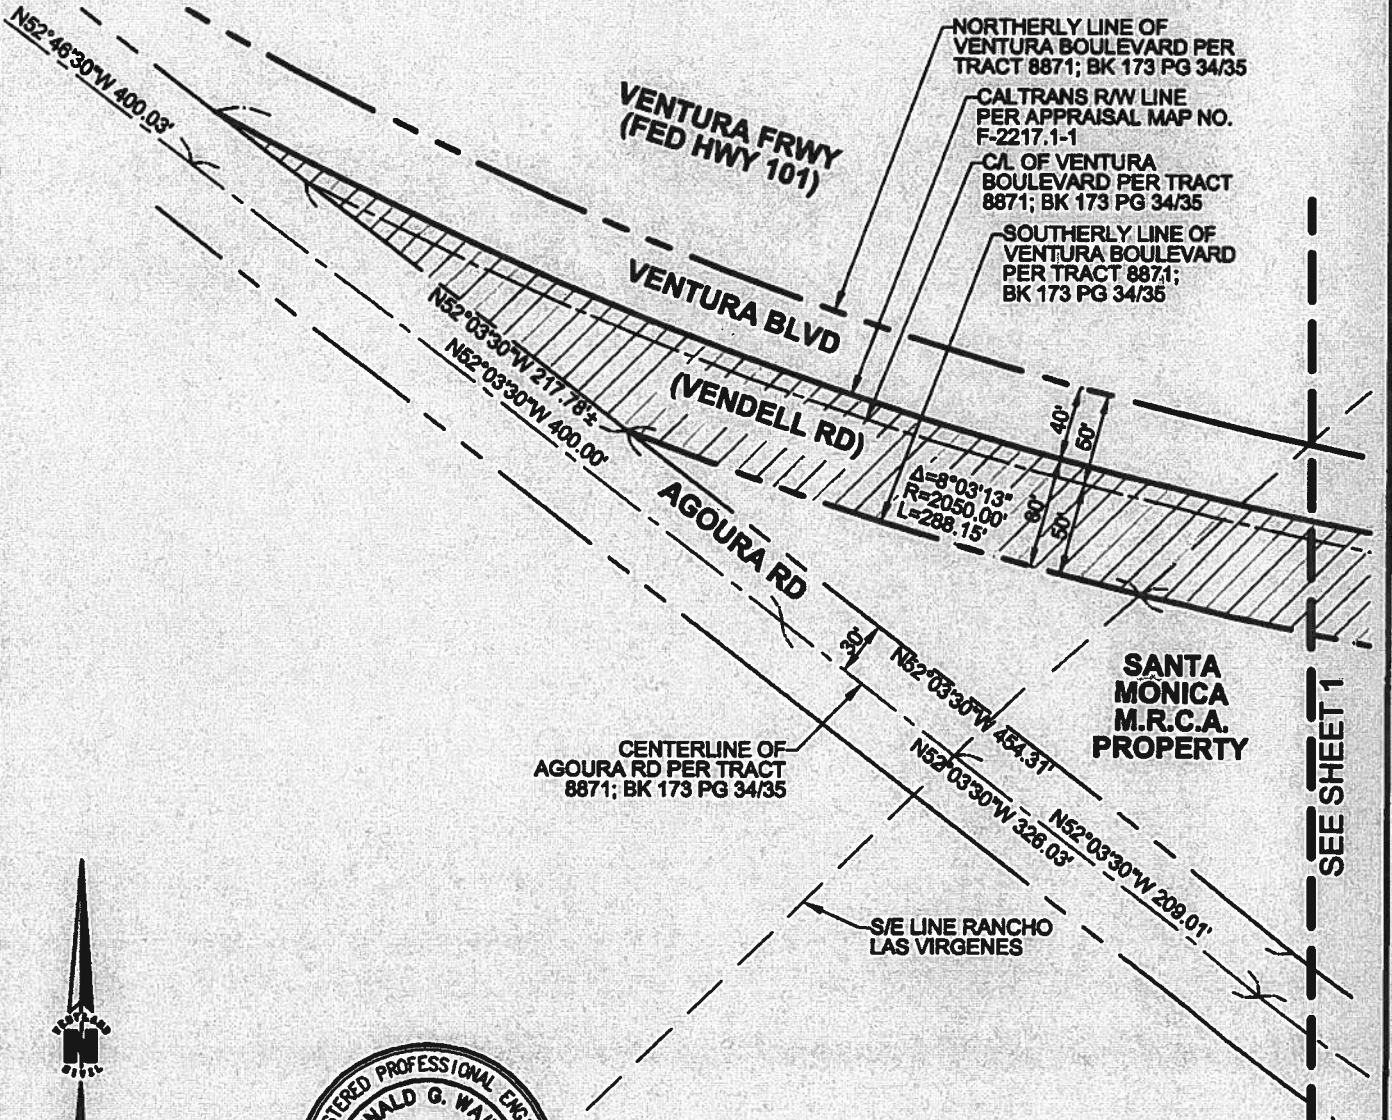 N52°46'30"W 400.03'
NORTHERLY LINE OF
VENTURA BOULEVARD PER
TRACT 8871; BK 173 PG 34/35
CALTRANS R/W LINE
PER APPRAISAL MAP NO.
F-2217.1-1
C/L OF VENTURA
BOULEVARD PER TRACT
8871; BK 173 PG 34/35
SOUTHERLY LINE OF
VENTURA BOULEVARD
PER TRACT 8871;
BK 173 PG 34/35
VENTURA FRWY
(FED HWY 101)
VENTURA BLVD
(VENDELL RD)
N52°03'30"W 217.78'±
N52°03'30"W 400.00'
40'
50'
Δ=8°03'13"
R=2050.00'
L=288.15'
50'
AGOURA RD
30'
N52°03'30"W 454.37'
SANTA
MONICA
M.R.C.A.
PROPERTY
SEE SHEET 1
CENTERLINE OF
AGOURA RD PER TRACT
8871; BK 173 PG 34/35
N52°03'30"W 326.03'
N52°03'30"W 209.01'
S/E LINE RANCHO
LAS VIRGENES
N
CIVIL
PROFESSIONAL
G.